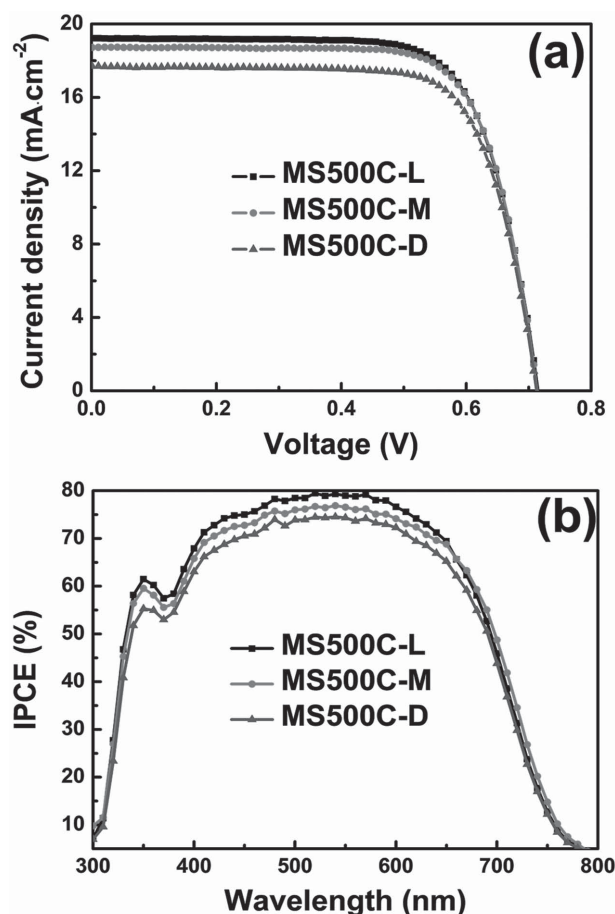 (a)
Current density (mA·cm⁻²)
20
16
12
8
4
0
MS500C-L
MS500C-M
MS500C-D
0.0 0.2 0.4 0.6 0.8
Voltage (V)
(b)
IPCE (%)
80
70
60
50
40
30
20
10
MS500C-L
MS500C-M
MS500C-D
300 400 500 600 700 800
Wavelength (nm)